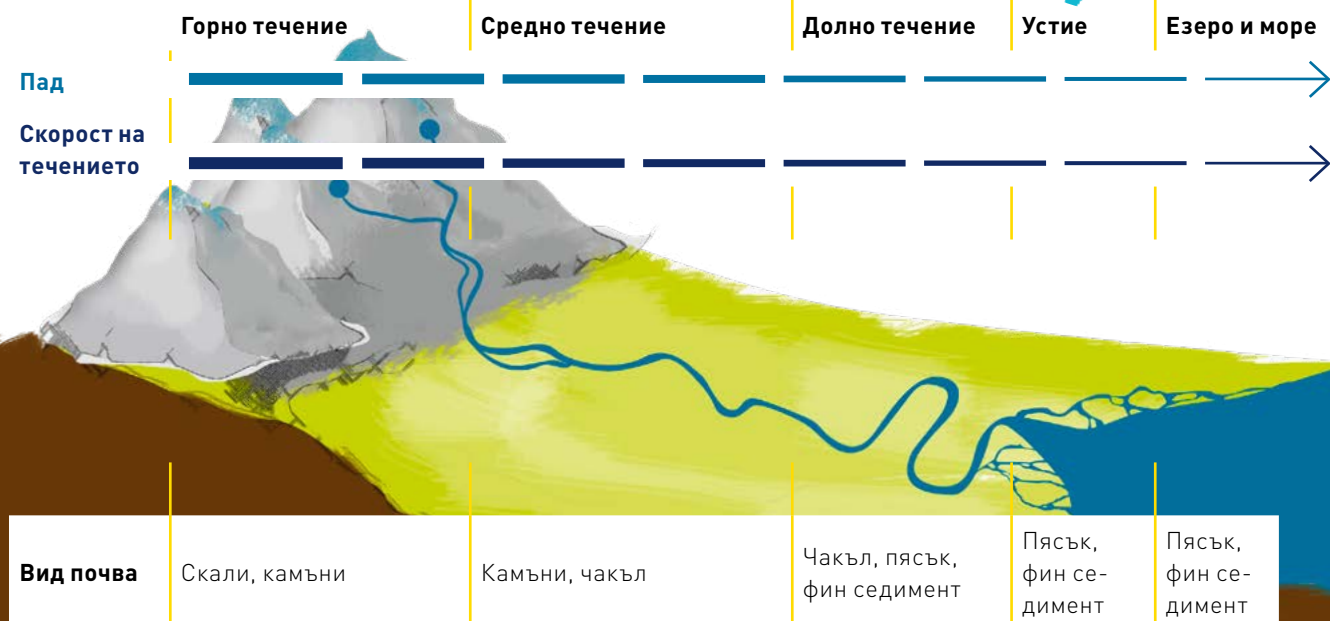 Горно течение
Средно течение
Долно течение
Устие
Езеро и море
Пад
Скорост на
течението
Вид почва
Скали, камъни
Камъни, чакъл
Чакъл, пясък,
фин седимент
Пясък,
фин се-
димент
Пясък,
фин се-
димент